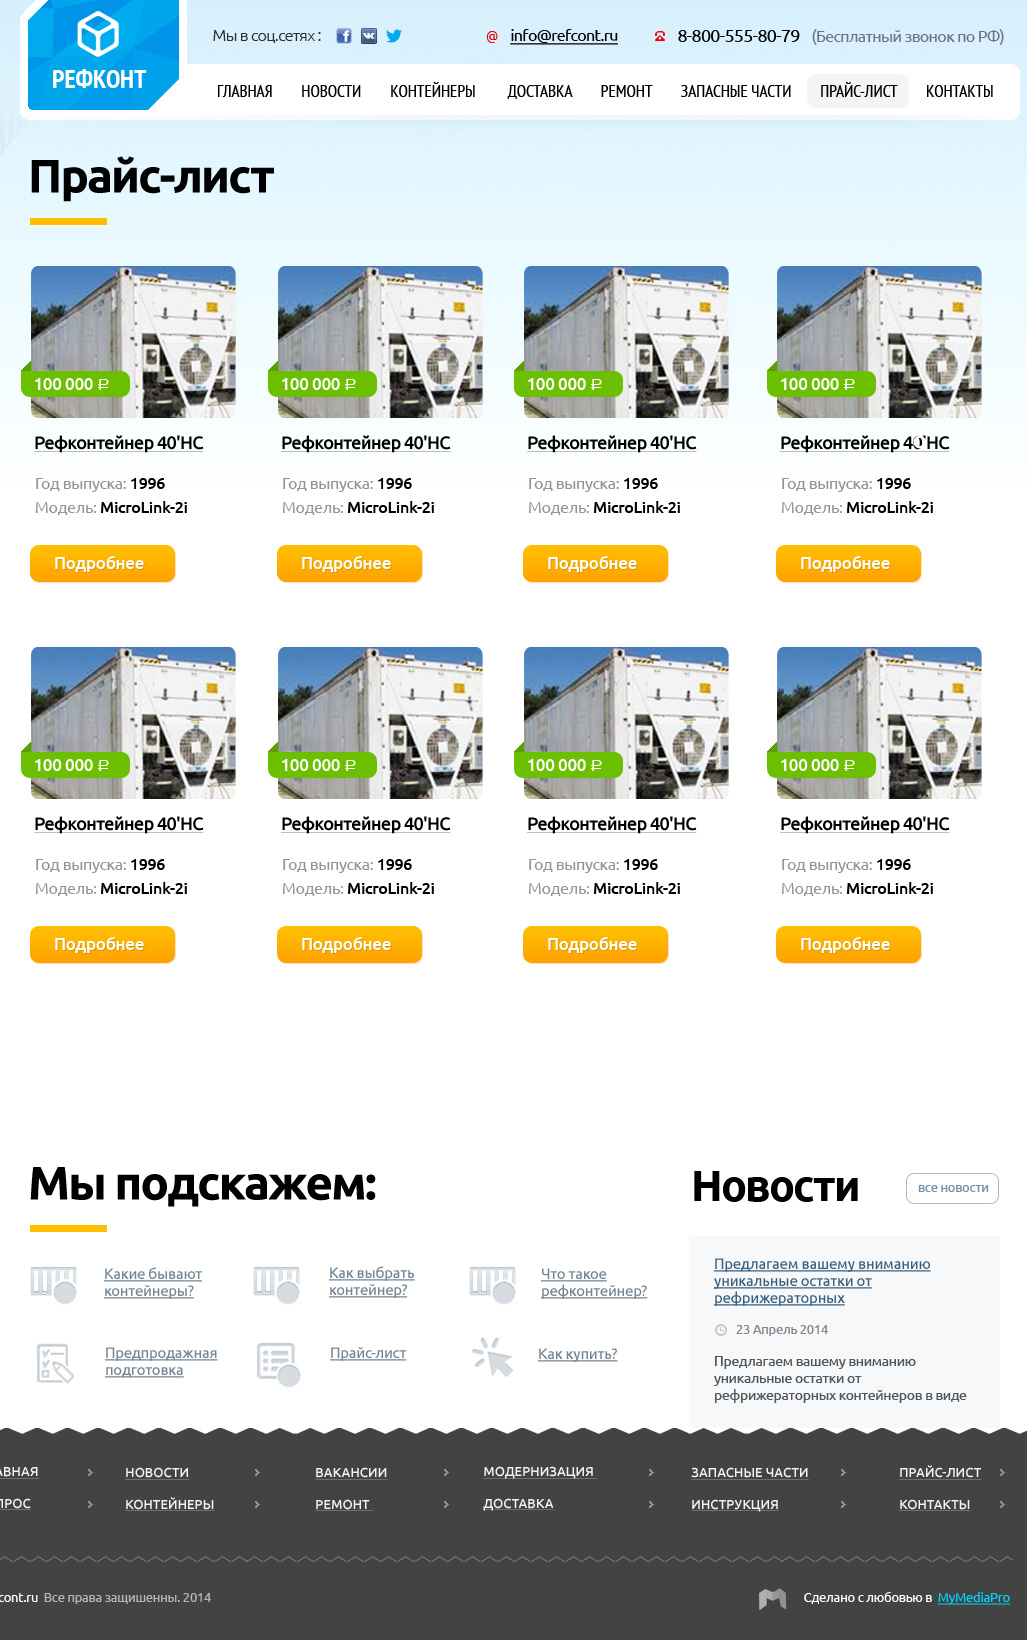 Мы в соц.сетях :
@ info@refcont.ru
8-800-555-80-79 (Бесплатный звонок по РФ)
РЕФКОНТ
ГЛАВНАЯ НОВОСТИ КОНТЕЙНЕРЫ ДОСТАВКА РЕМОНТ ЗАПАСНЫЕ ЧАСТИ ПРАЙС-ЛИСТ КОНТАКТЫ
Прайс-лист
100 000 ₽ 100 000 ₽ 100 000 ₽ 100 000 ₽
Рефконтейнер 40'HC Рефконтейнер 40'HC Рефконтейнер 40'HC Рефконтейнер 40'HC
Год выпуска: 1996 Год выпуска: 1996 Год выпуска: 1996 Год выпуска: 1996
Модель: MicroLink-2i Модель: MicroLink-2i Модель: MicroLink-2i Модель: MicroLink-2i
Подробнее Подробнее Подробнее Подробнее
100 000 ₽ 100 000 ₽ 100 000 ₽ 100 000 ₽
Рефконтейнер 40'HC Рефконтейнер 40'HC Рефконтейнер 40'HC Рефконтейнер 40'HC
Год выпуска: 1996 Год выпуска: 1996 Год выпуска: 1996 Год выпуска: 1996
Модель: MicroLink-2i Модель: MicroLink-2i Модель: MicroLink-2i Модель: MicroLink-2i
Подробнее Подробнее Подробнее Подробнее
Мы подскажем:
Какие бывают
контейнеры?
Как выбрать
контейнер?
Что такое
рефконтейнер?
Предпродажная
подготовка
Прайс-лист
Как купить?
Новости
все новости
Предлагаем вашему вниманию
уникальные остатки от
рефрижераторных
23 Апрель 2014
Предлагаем вашему вниманию
уникальные остатки от
рефрижераторных контейнеров в виде
АВНАЯ НОВОСТИ ВАКАНСИИ МОДЕРНИЗАЦИЯ ЗАПАСНЫЕ ЧАСТИ ПРАЙС-ЛИСТ
ПРОС КОНТЕЙНЕРЫ РЕМОНТ ДОСТАВКА ИНСТРУКЦИЯ КОНТАКТЫ
cont.ru Все права защишенны. 2014
Сделано с любовью в MyMediaPro